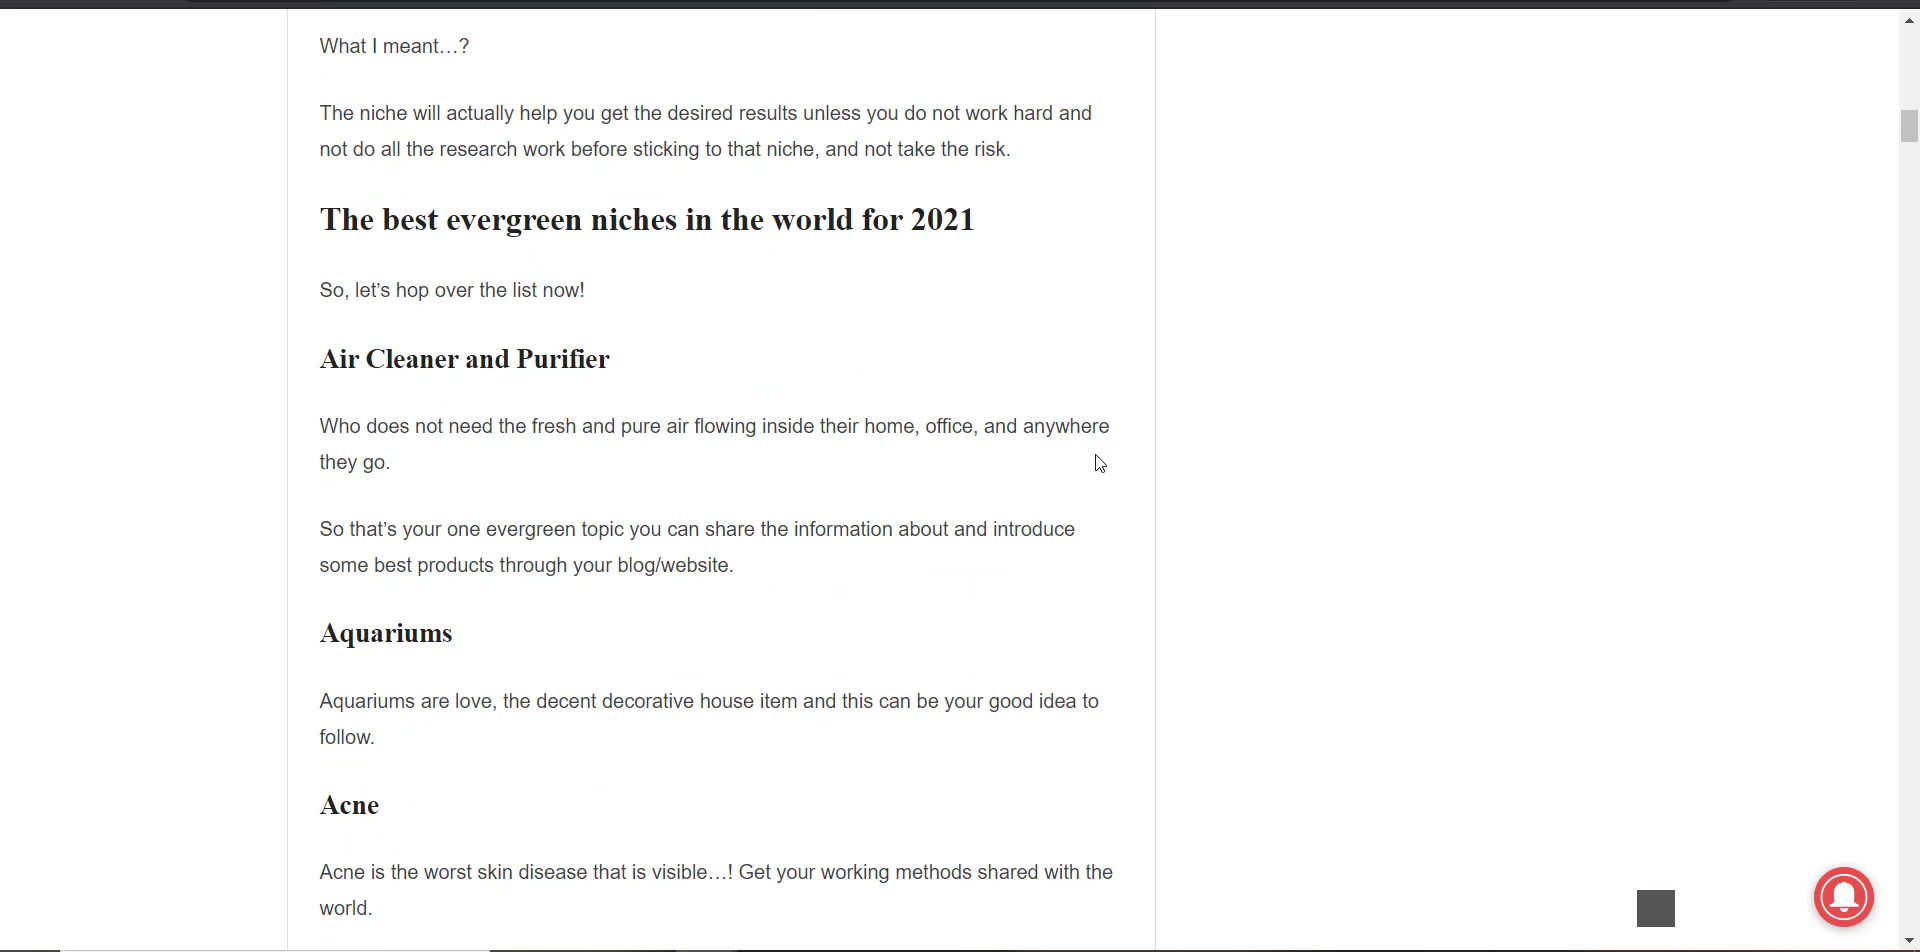 What I meant…?
The niche will actually help you get the desired results unless you do not work hard and
not do all the research work before sticking to that niche, and not take the risk.
The best evergreen niches in the world for 2021
So, let’s hop over the list now!
Air Cleaner and Purifier
Who does not need the fresh and pure air flowing inside their home, office, and anywhere
they go.
So that’s your one evergreen topic you can share the information about and introduce
some best products through your blog/website.
Aquariums
Aquariums are love, the decent decorative house item and this can be your good idea to
follow.
Acne
Acne is the worst skin disease that is visible…! Get your working methods shared with the
world.